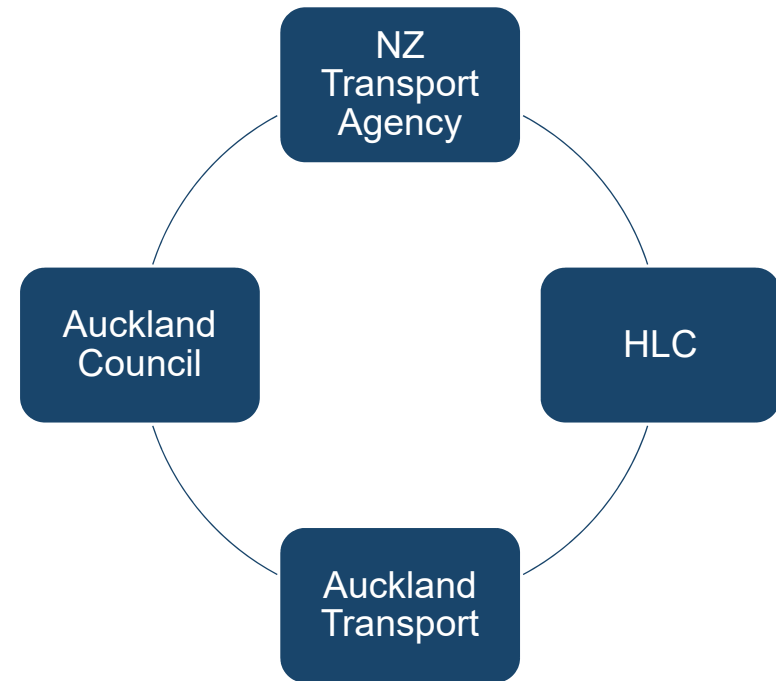 NZ
Transport
Agency
Auckland
Council
HLC
Auckland
Transport